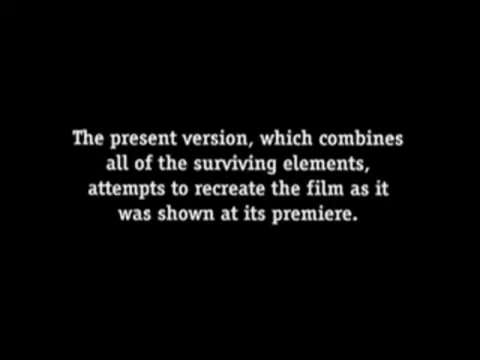 The present version, which combines
all of the surviving elements,
attempts to recreate the film as it
was shown at its premiere.